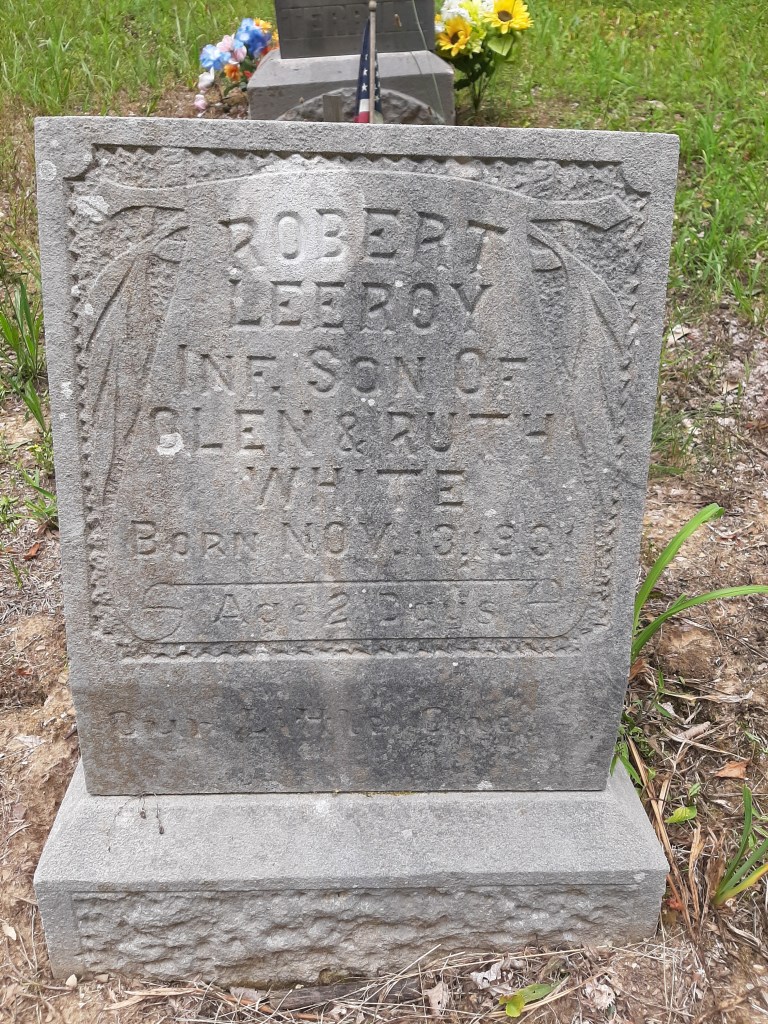 ROBERT
LEEROY
INF. SON OF
GLEN & RUTH
WHITE
BORN NOV. 13, 1931
Age 2 Days
Our Little One.